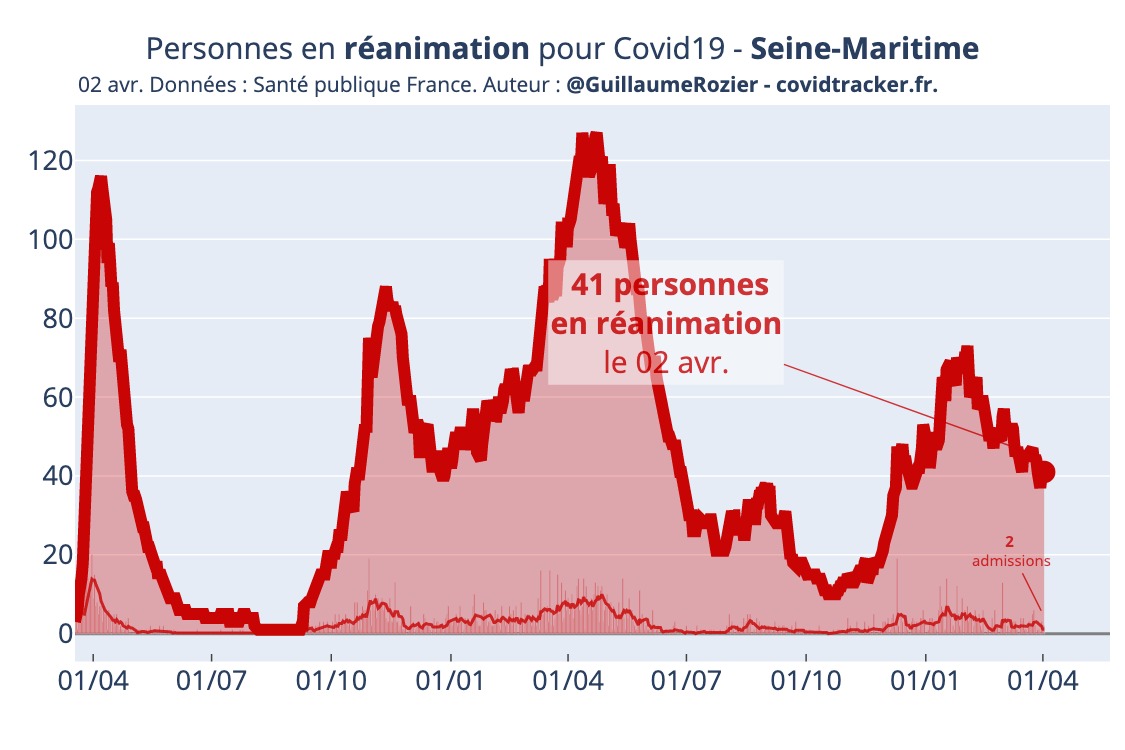 Personnes en réanimation pour Covid19 - Seine-Maritime
02 avr. Données : Santé publique France. Auteur : @GuillaumeRozier - covidtracker.fr.
120
100
80
60
40
20
0
41 personnes
en réanimation
le 02 avr.
2
admissions
01/04 01/07 01/10 01/01 01/04 01/07 01/10 01/01 01/04